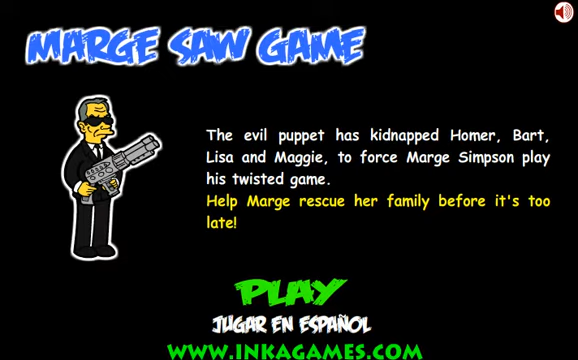 MARGE SAW GAME
The evil puppet has kidnapped Homer, Bart,
Lisa and Maggie, to force Marge Simpson play
his twisted game.
Help Marge rescue her family before it's too
late!
PLAY
JUGAR EN ESPAÑOL
WWW.INKAGAMES.COM